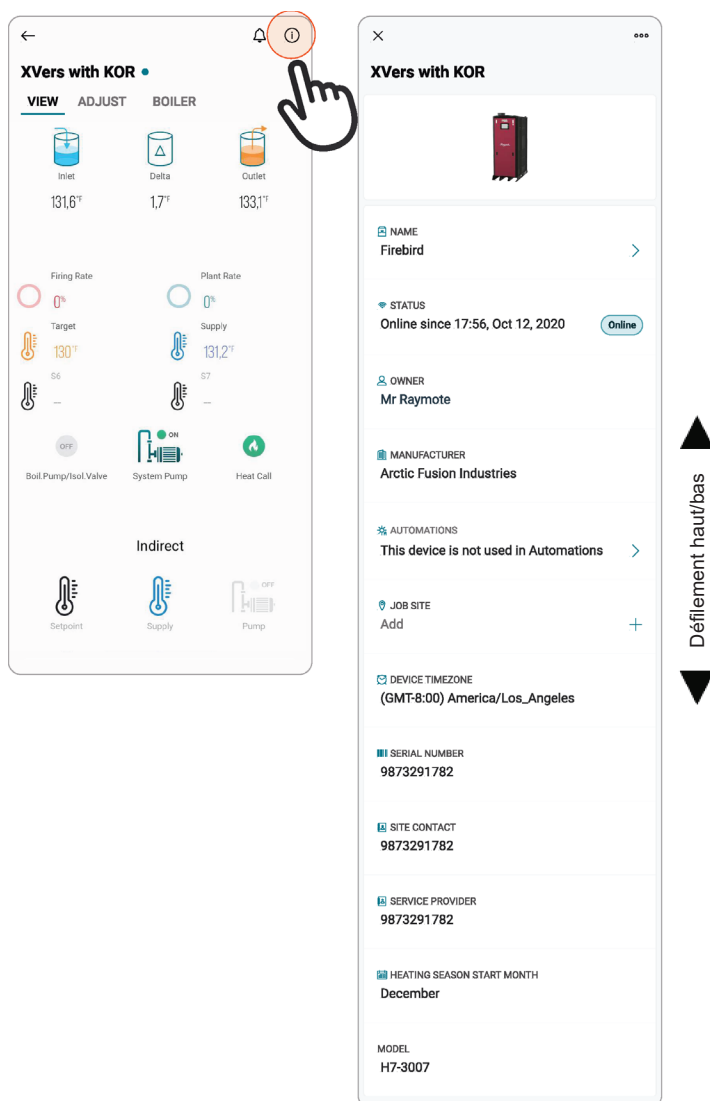 XVers with KOR
VIEW ADJUST BOILER
Inlet Delta Outlet
131,6°F 1,7°F 133,1°F
Firing Rate Plant Rate
0% 0%
Target Supply
130°F 131,2°F
S6 S7
-- --
OFF ON
Boil.Pump/Isol.Valve System Pump Heat Call
Indirect
OFF
Setpoint Supply Pump
XVers with KOR
NAME
Firebird
STATUS
Online since 17:56, Oct 12, 2020 Online
OWNER
Mr Raymote
MANUFACTURER
Arctic Fusion Industries
AUTOMATIONS
This device is not used in Automations
JOB SITE
Add
DEVICE TIMEZONE
(GMT-8:00) America/Los_Angeles
SERIAL NUMBER
9873291782
SITE CONTACT
9873291782
SERVICE PROVIDER
9873291782
HEATING SEASON START MONTH
December
MODEL
H7-3007
Défilement haut/bas